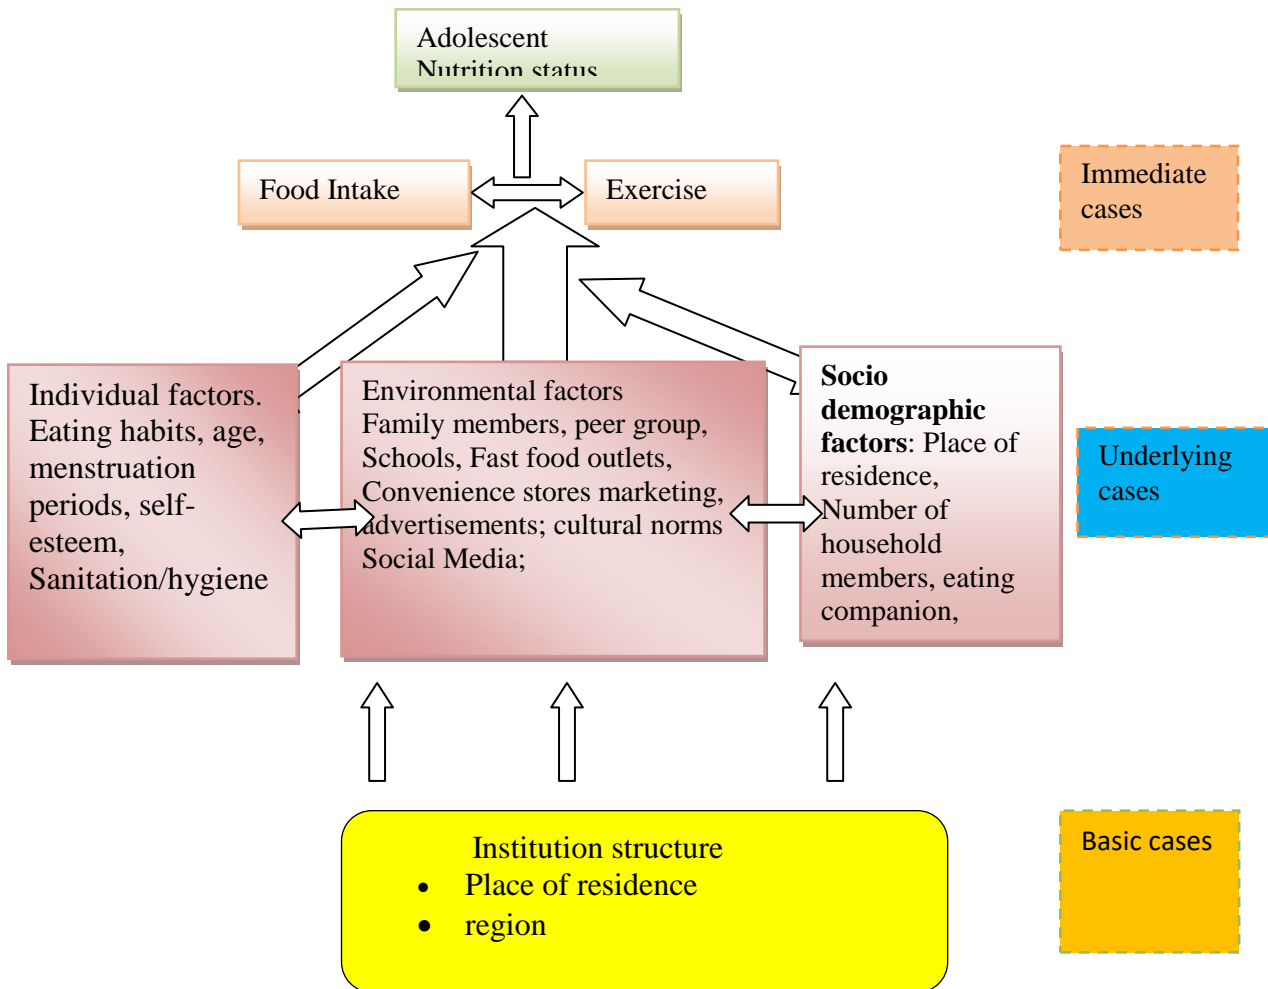 Adolescent
Nutrition status
Food Intake
Exercise
Immediate
cases
Individual factors.
Eating habits, age,
menstruation
periods, self-
esteem,
Sanitation/hygiene
Environmental factors
Family members, peer group,
Schools, Fast food outlets,
Convenience stores marketing,
advertisements; cultural norms
Social Media;
Socio
demographic
factors: Place of
residence,
Number of
household
members, eating
companion,
Underlying
cases
Institution structure
• Place of residence
• region
Basic cases